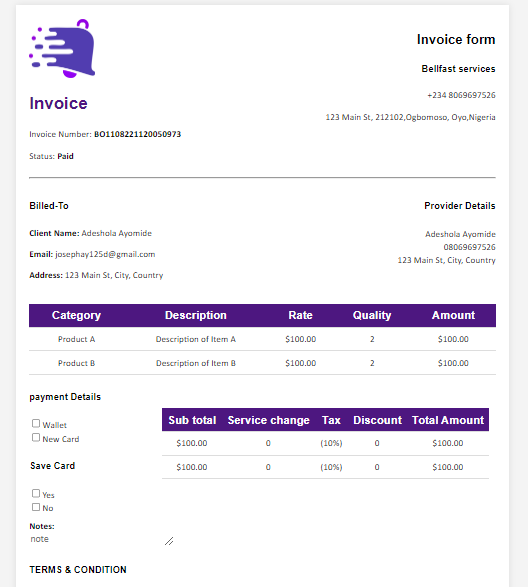 Invoice form
Bellfast services
+234 8069697526
123 Main St, 212102,Ogbomoso, Oyo,Nigeria
Invoice
Invoice Number: BO1108221120050973
Status: Paid
Billed-To
Client Name: Adeshola Ayomide
Email: josephay125d@gmail.com
Address: 123 Main St, City, Country
Provider Details
Adeshola Ayomide
08069697526
123 Main St, City, Country
Category Description Rate Quality Amount
Product A Description of Item A $100.00 2 $100.00
Product B Description of Item B $100.00 2 $100.00
payment Details
Wallet
New Card
Save Card
Yes
No
Notes:
note
Sub total Service change Tax Discount Total Amount
$100.00 0 (10%) 0 $100.00
$100.00 0 (10%) 0 $100.00
TERMS & CONDITION